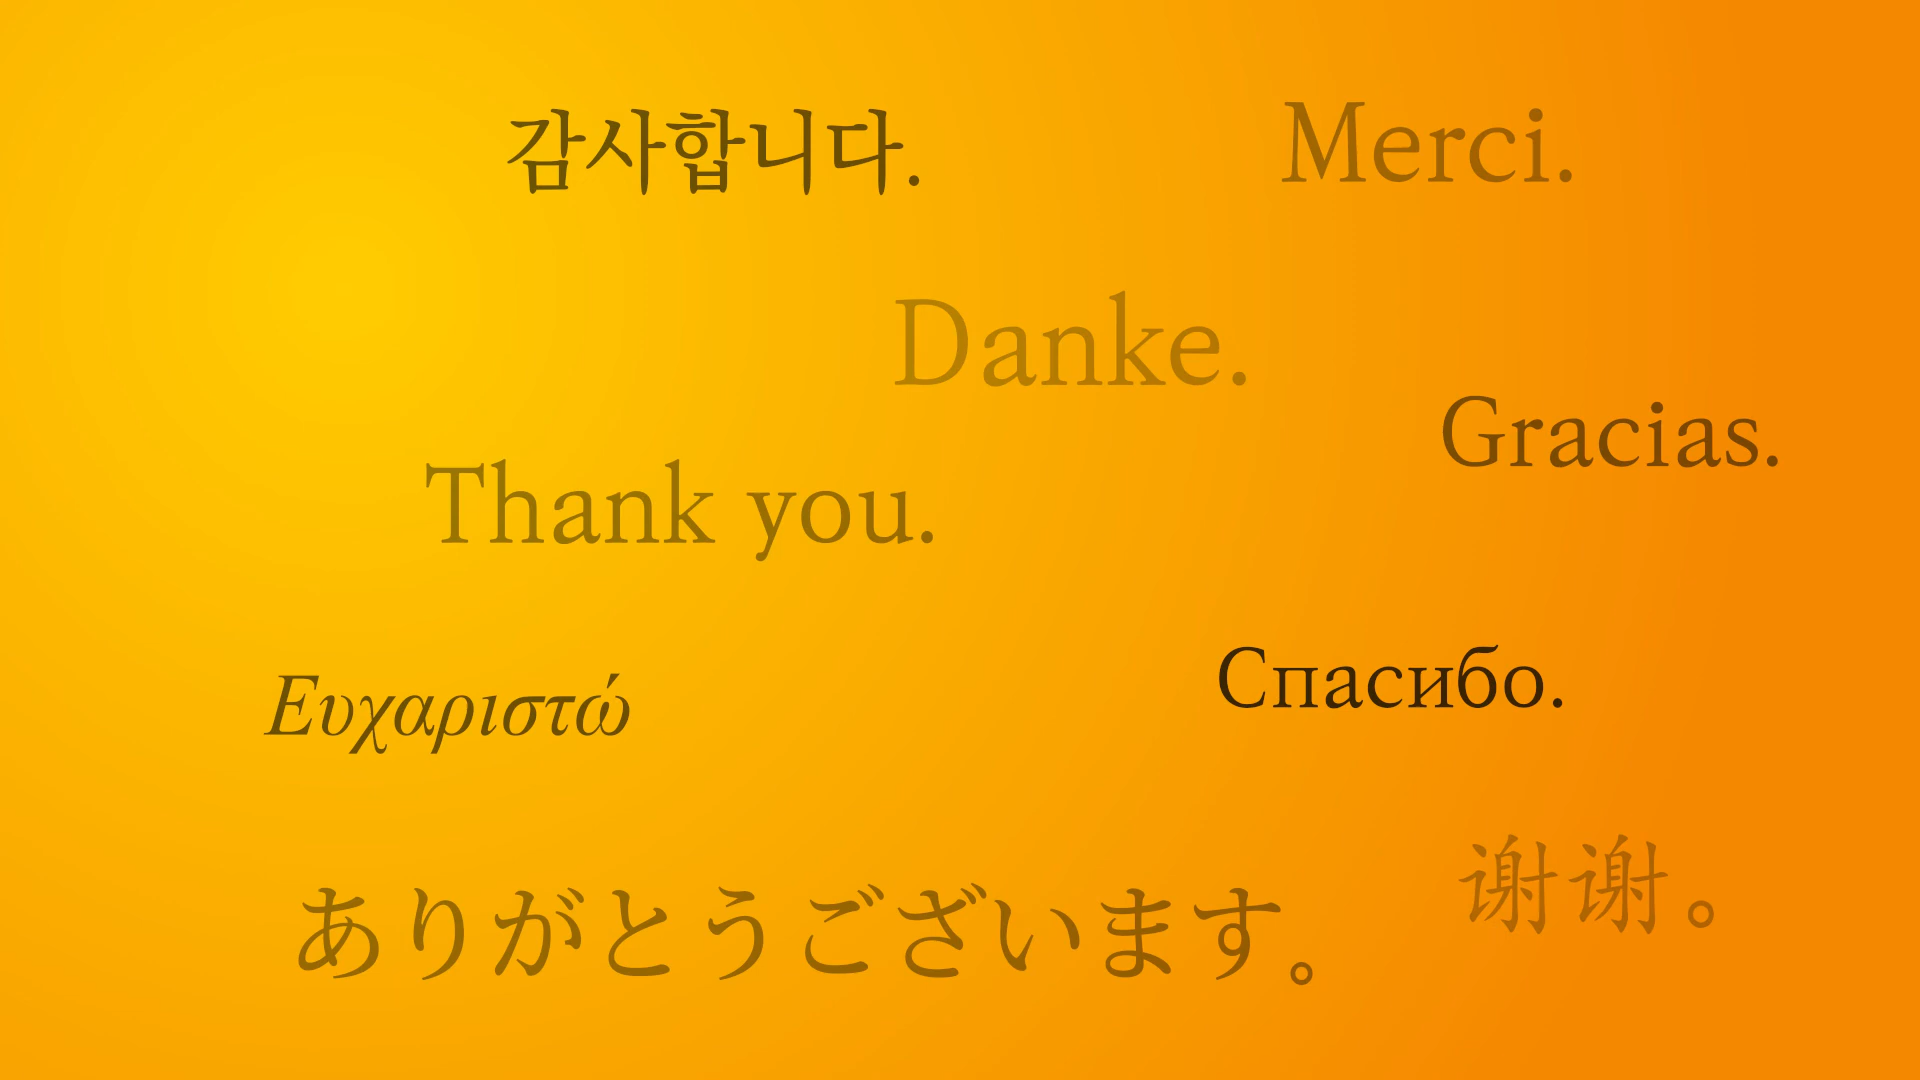 감사합니다.
Merci.
Danke.
Gracias.
Thank you.
Ευχαριστώ
Спасибо.
谢谢。
ありがとうございます。